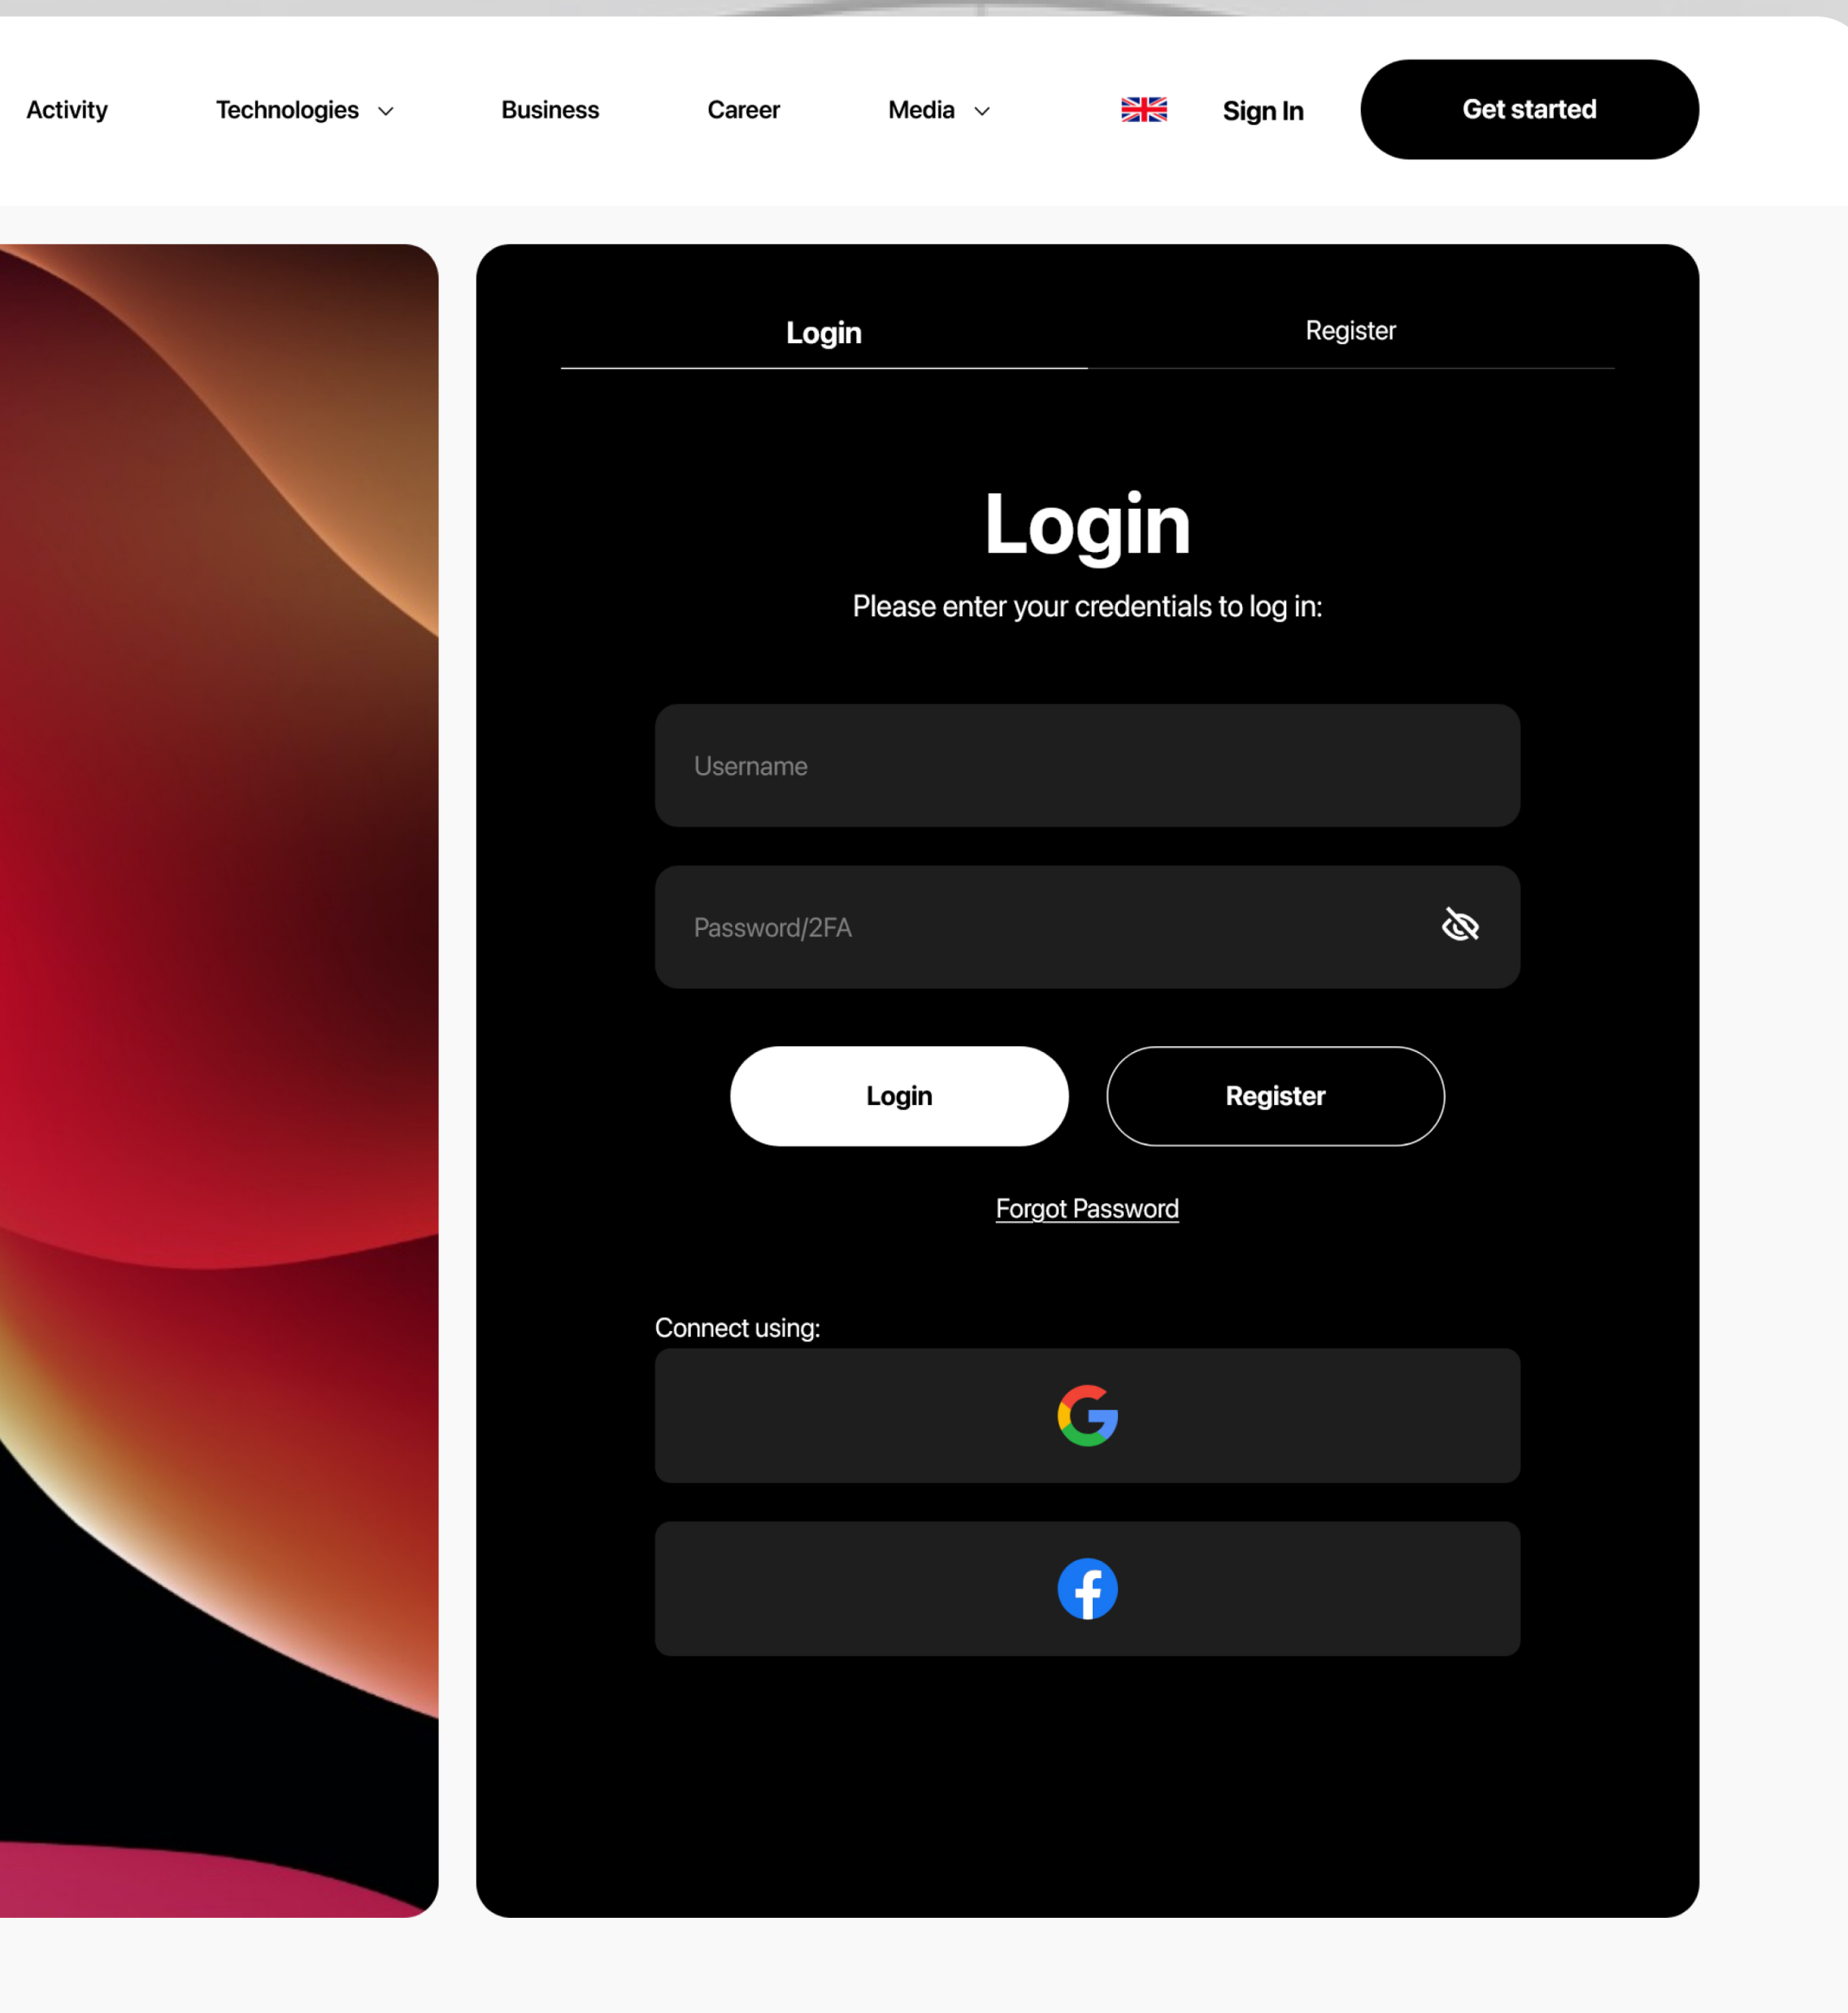 Activity Technologies Business Career Media Sign In Get started
Login Register
Login
Please enter your credentials to log in:
Username
Password/2FA
Login Register
Forgot Password
Connect using: